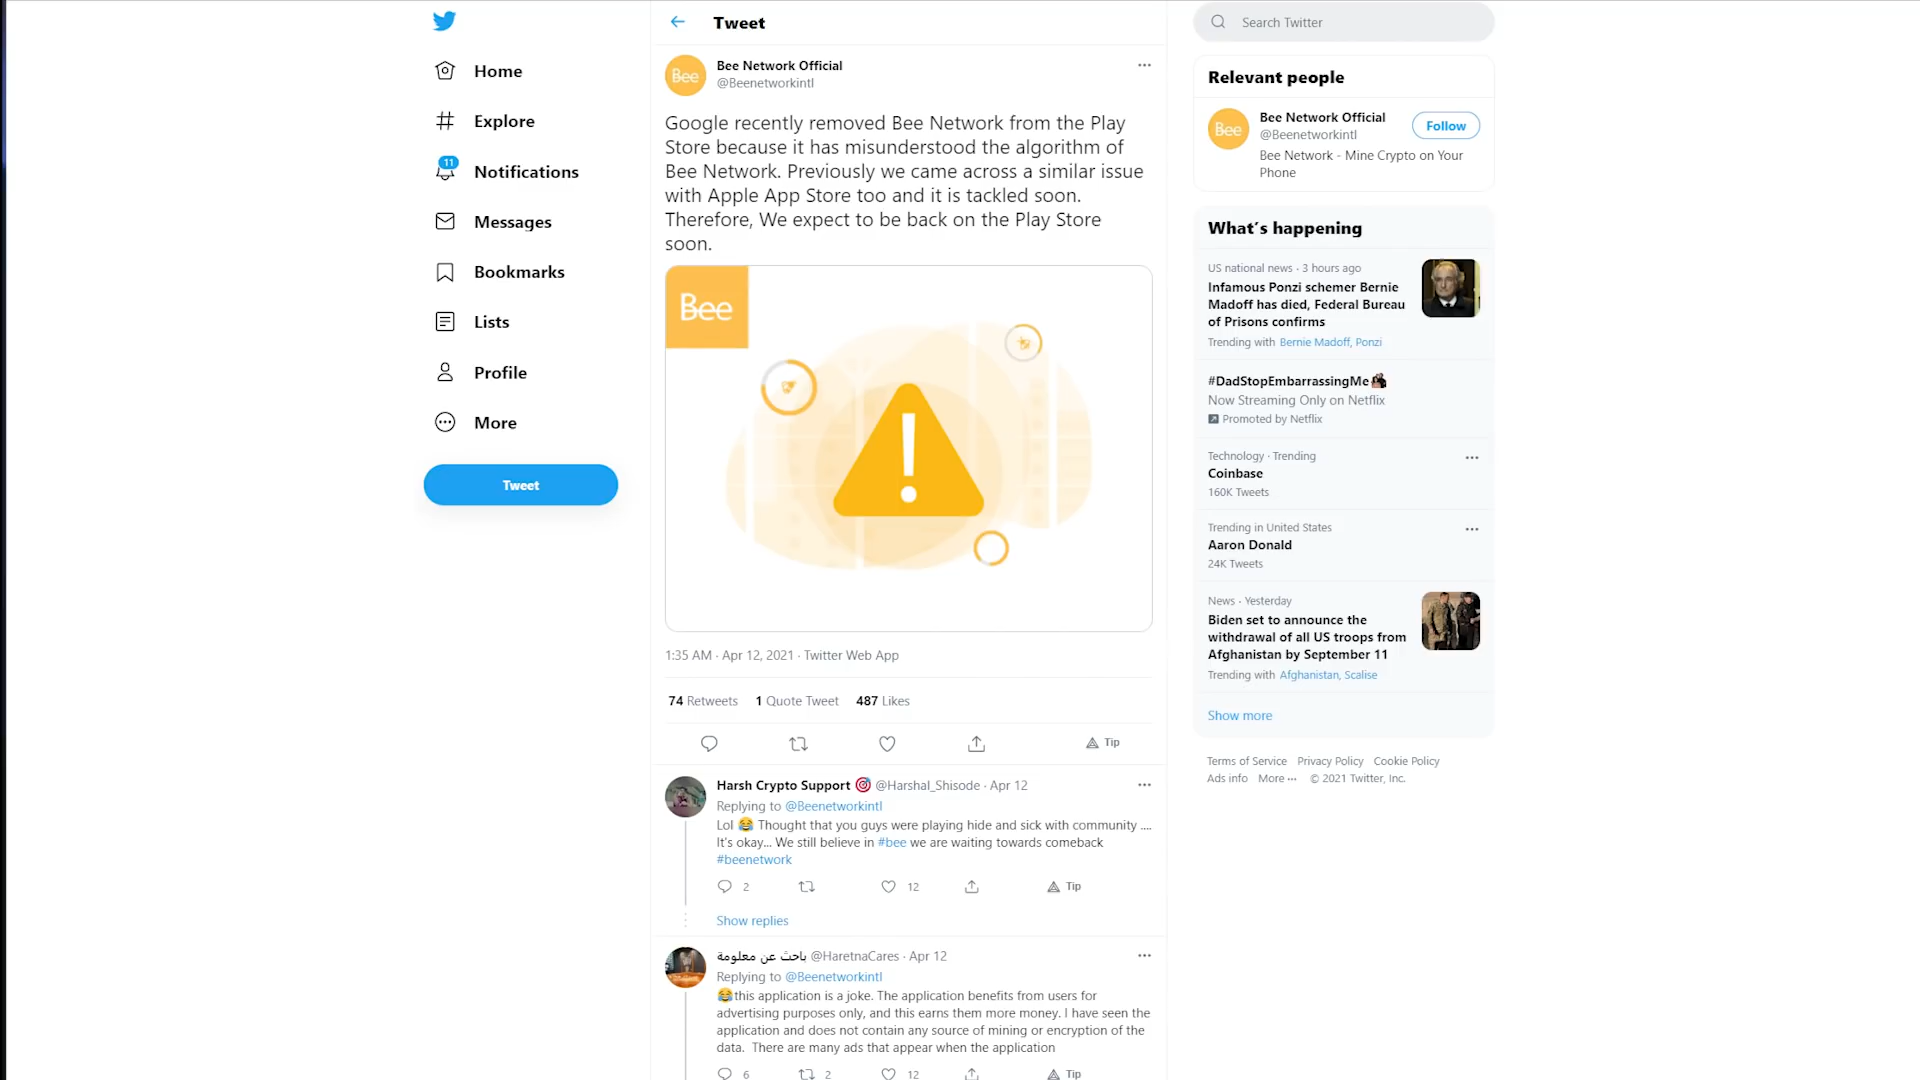 Home
Explore
11
Notifications
Messages
Bookmarks
Lists
Profile
More
Tweet
Tweet
Bee
Bee Network Official
@Beenetworkintl
Google recently removed Bee Network from the Play
Store because it has misunderstood the algorithm of
Bee Network. Previously we came across a similar issue
with Apple App Store too and it is tackled soon.
Therefore, We expect to be back on the Play Store
soon.
Bee
1:35 AM · Apr 12, 2021 · Twitter Web App
74 Retweets 1 Quote Tweet 487 Likes
Tip
Harsh Crypto Support 🎯 @Harshal_Shisode · Apr 12
Replying to @Beenetworkintl
Lol 😂 Thought that you guys were playing hide and sick with community ....
It's okay... We still believe in #bee we are waiting towards comeback
#beenetwork
2 12 Tip
Show replies
باحث عن معلومة @HaretnaCares · Apr 12
Replying to @Beenetworkintl
😂this application is a joke. The application benefits from users for
advertising purposes only, and this earns them more money. I have seen the
application and does not contain any source of mining or encryption of the
data. There are many ads that appear when the application
6 2 12 Tip
Search Twitter
Relevant people
Bee
Bee Network Official
@Beenetworkintl
Follow
Bee Network - Mine Crypto on Your
Phone
What's happening
US national news · 3 hours ago
Infamous Ponzi schemer Bernie
Madoff has died, Federal Bureau
of Prisons confirms
Trending with Bernie Madoff, Ponzi
#DadStopEmbarrassingMe
Now Streaming Only on Netflix
Promoted by Netflix
Technology · Trending
Coinbase
160K Tweets
Trending in United States
Aaron Donald
24K Tweets
News · Yesterday
Biden set to announce the
withdrawal of all US troops from
Afghanistan by September 11
Trending with Afghanistan, Scalise
Show more
Terms of Service Privacy Policy Cookie Policy
Ads info More ··· © 2021 Twitter, Inc.